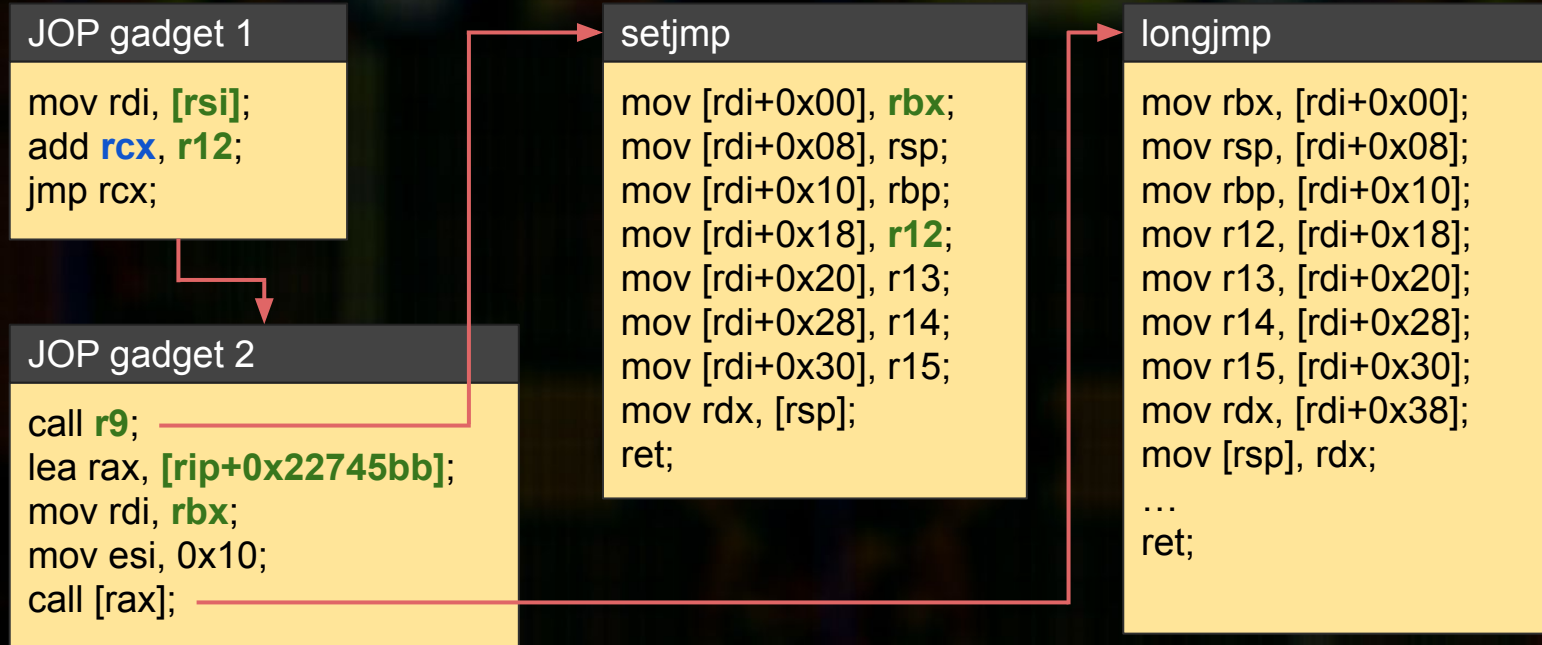 JOP gadget 1
mov rdi, [rsi];
add rcx, r12;
jmp rcx;
JOP gadget 2
call r9;
lea rax, [rip+0x22745bb];
mov rdi, rbx;
mov esi, 0x10;
call [rax];
setjmp
mov [rdi+0x00], rbx;
mov [rdi+0x08], rsp;
mov [rdi+0x10], rbp;
mov [rdi+0x18], r12;
mov [rdi+0x20], r13;
mov [rdi+0x28], r14;
mov [rdi+0x30], r15;
mov rdx, [rsp];
ret;
longjmp
mov rbx, [rdi+0x00];
mov rsp, [rdi+0x08];
mov rbp, [rdi+0x10];
mov r12, [rdi+0x18];
mov r13, [rdi+0x20];
mov r14, [rdi+0x28];
mov r15, [rdi+0x30];
mov rdx, [rdi+0x38];
mov [rsp], rdx;
…
ret;